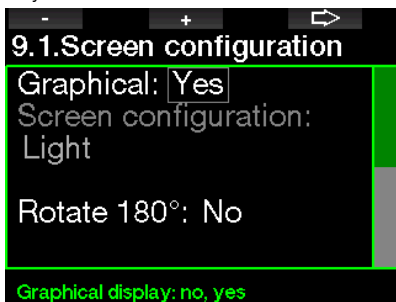 - +
9.1.Screen configuration
Graphical: Yes
Screen configuration:
Light
Rotate 180°: No
Graphical display: no, yes